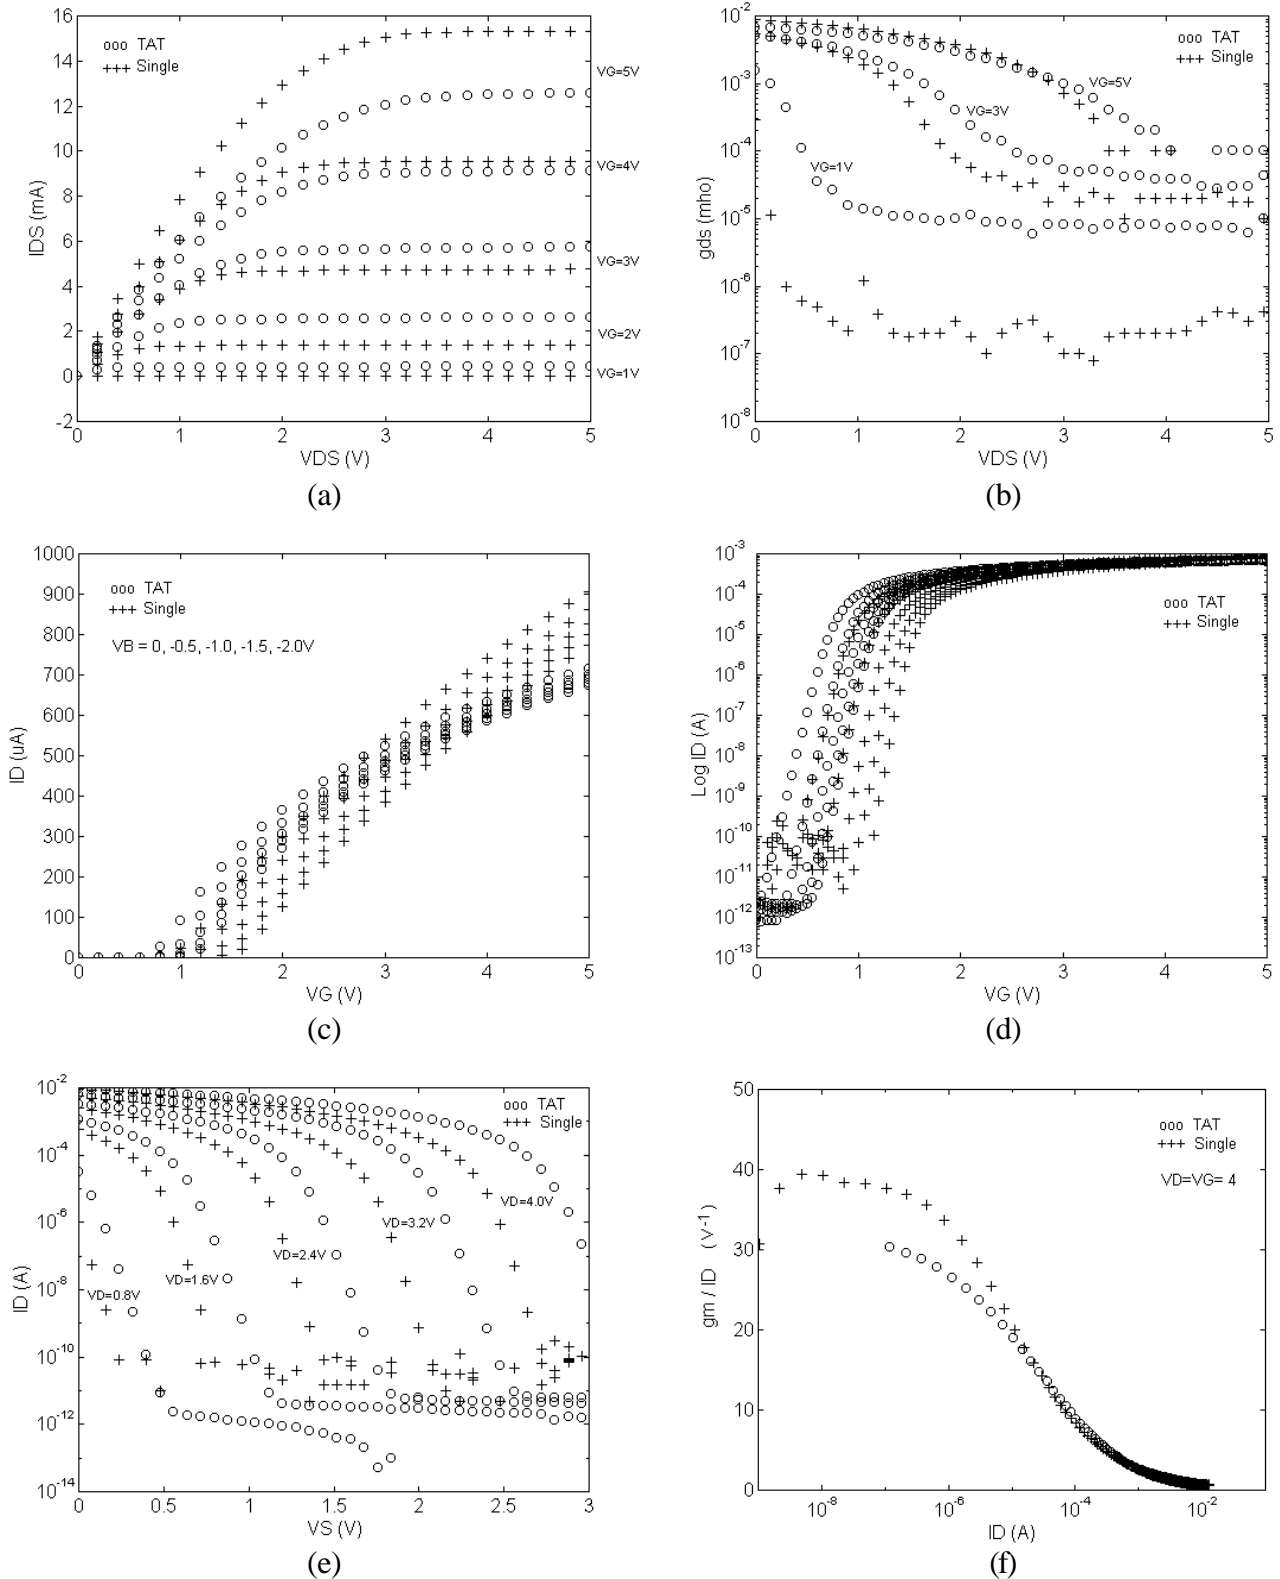 16
14
12
10
8
6
4
2
0
-2
IDS (mA)
ooo TAT
+++ Single
VG=5V
VG=4V
VG=3V
VG=2V
VG=1V
0 1 2 3 4 5
VDS (V)
(a)
10-2
10-3
10-4
10-5
10-6
10-7
10-8
gds (mho)
ooo TAT
+++ Single
VG=5V
VG=3V
VG=1V
0 1 2 3 4 5
VDS (V)
(b)
1000
900
800
700
600
500
400
300
200
100
0
ID (uA)
ooo TAT
+++ Single
VB = 0, -0.5, -1.0, -1.5, -2.0V
0 1 2 3 4 5
VG (V)
(c)
10-3
10-4
10-5
10-6
10-7
10-8
10-9
10-10
10-11
10-12
10-13
Log ID (A)
ooo TAT
+++ Single
0 1 2 3 4 5
VG (V)
(d)
10-2
10-4
10-6
10-8
10-10
10-12
10-14
ID (A)
ooo TAT
+++ Single
VD=4.0V
VD=3.2V
VD=2.4V
VD=1.6V
VD=0.8V
0 0.5 1 1.5 2 2.5 3
VS (V)
(e)
50
40
30
20
10
0
gm / ID (V-1)
ooo TAT
+++ Single
VD=VG= 4
10-8 10-6 10-4 10-2
ID (A)
(f)